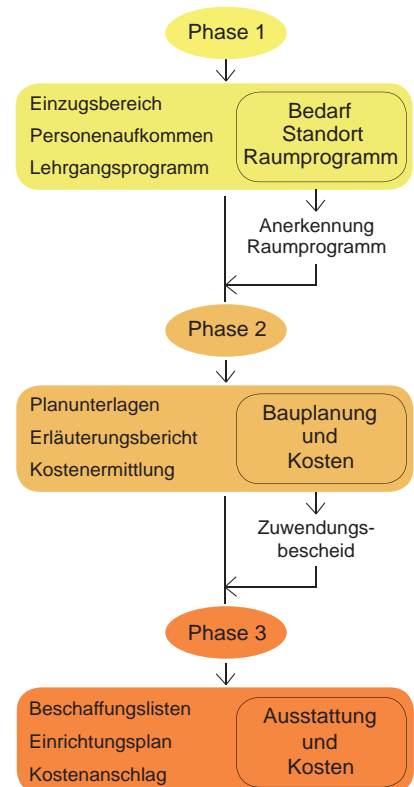 Phase 1
Einzugsbereich
Personenaufkommen
Lehrgangsprogramm
Bedarf
Standort
Raumprogramm
Anerkennung
Raumprogramm
Phase 2
Planunterlagen
Erläuterungsbericht
Kostenermittlung
Bauplanung
und
Kosten
Zuwendungs-
bescheid
Phase 3
Beschaffungslisten
Einrichtungsplan
Kostenanschlag
Ausstattung
und
Kosten